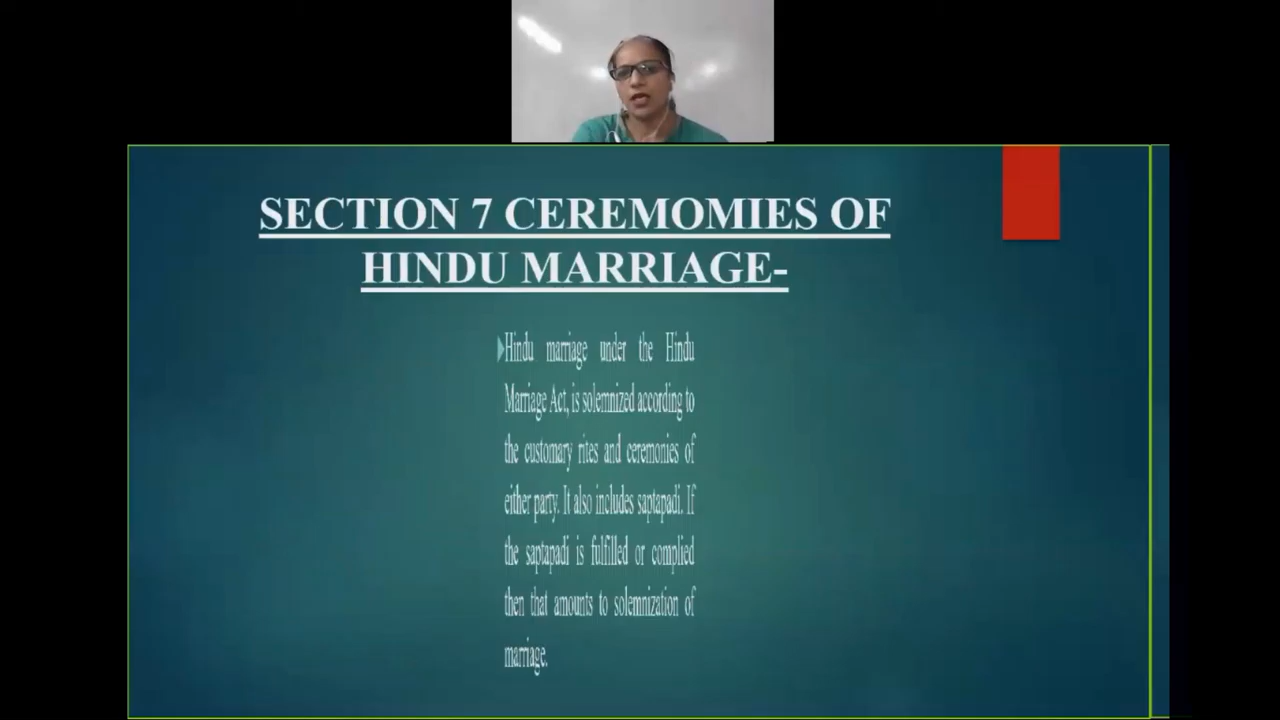 SECTION 7 CEREMOMIES OF
HINDU MARRIAGE-
Hindu marriage under the Hindu
Marriage Act, is solemnized according to
the customary rites and ceremonies of
either party. It also includes saptapadi. If
the saptapadi is fulfilled or complied
then that amounts to solemnization of
marriage.